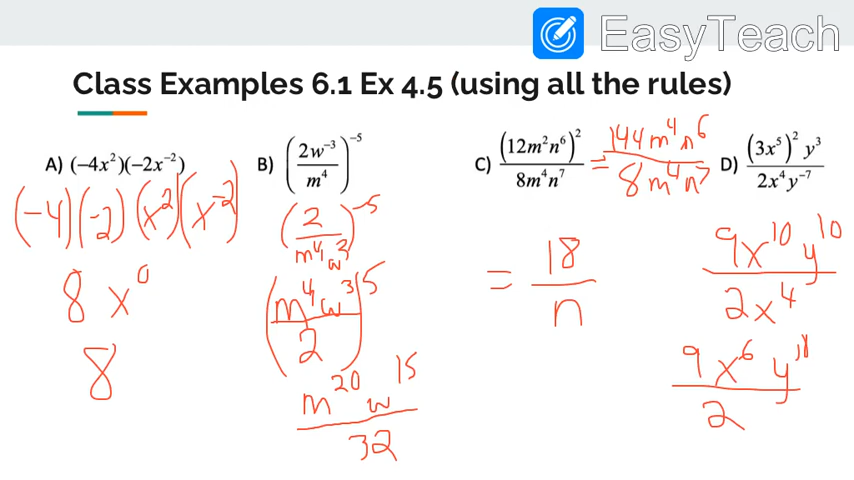 EasyTeach
Class Examples 6.1 Ex 4.5 (using all the rules)
A) (−4x²)(−2x⁻²)
(−4)(−2)(x²)(x⁻²)
8x⁰
8
B) (2w⁻³/m⁴)⁻⁵
(2/m⁴w³)⁻⁵
(m⁴w³/2)⁵
m²⁰w¹⁵/32
C) (12m²n⁶)²/8m⁴n⁷ = 144m⁴n⁶/8m⁴n⁷
= 18/n
D) (3x⁵)²y³/2x⁴y⁻⁷
9x¹⁰y¹⁰/2x⁴
9x⁶y¹⁸/2